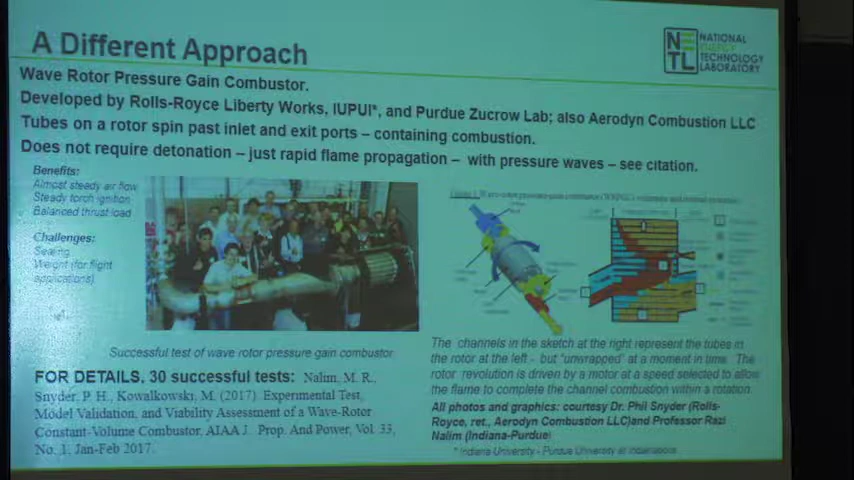 A Different Approach
NETL
NATIONAL
ENERGY
TECHNOLOGY
LABORATORY
Wave Rotor Pressure Gain Combustor.
Developed by Rolls-Royce Liberty Works, IUPUI*, and Purdue Zucrow Lab; also Aerodyn Combustion LLC
Tubes on a rotor spin past inlet and exit ports – containing combustion.
Does not require detonation – just rapid flame propagation – with pressure waves – see citation.
Benefits:
Almost steady air flow
Steady torch ignition
Balanced thrust load
Challenges:
Sealing
Weight (for flight
applications)
Successful test of wave rotor pressure gain combustor
FOR DETAILS, 30 successful tests: Nalim, M. R.,
Snyder, P. H., Kowalkowski, M. (2017). Experimental Test,
Model Validation, and Viability Assessment of a Wave-Rotor
Constant-Volume Combustor, AIAA J. Prop. And Power, Vol. 33,
No. 1, Jan-Feb 2017.
The channels in the sketch at the right represent the tubes in
the rotor at the left - but "unwrapped" at a moment in time. The
rotor revolution is driven by a motor at a speed selected to allow
the flame to complete the channel combustion within a rotation.
All photos and graphics: courtesy Dr. Phil Snyder (Rolls-
Royce, ret., Aerodyn Combustion LLC)and Professor Razi
Nalim (Indiana-Purdue)
* Indiana University - Purdue University at Indianapolis